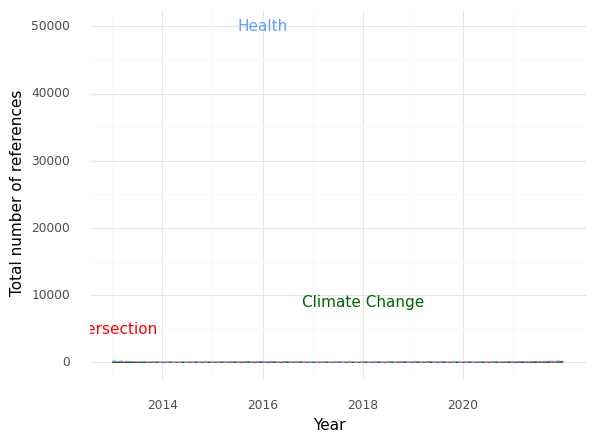 50000
Health
40000
30000
20000
10000
Climate Change
ersection
0
2014 2016 2018 2020
Year
Total number of references